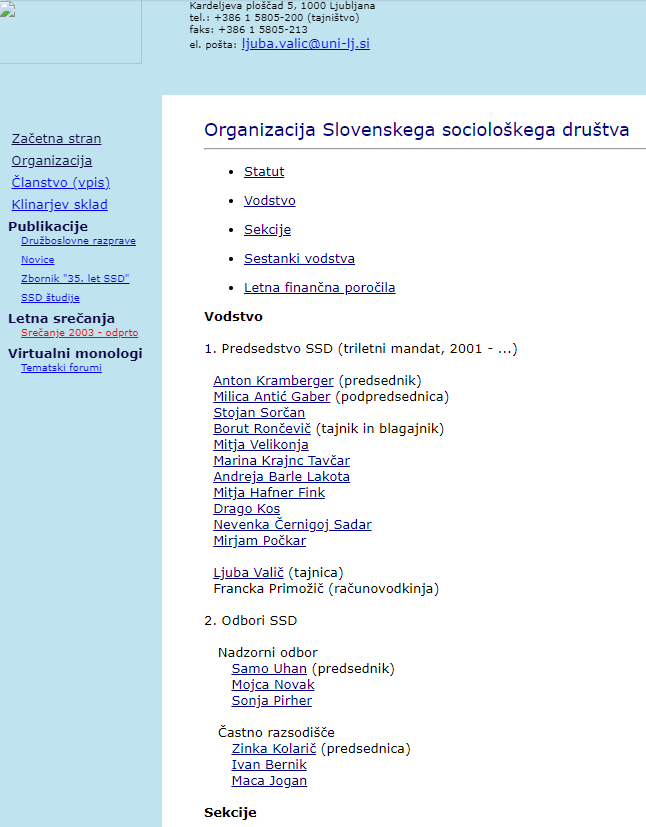 Kardeljeva ploščad 5, 1000 Ljubljana
tel.: +386 1 5805-200 (tajništvo)
faks: +386 1 5805-213
el. pošta: ljuba.valic@uni-lj.si
Začetna stran
Organizacija
Članstvo (vpis)
Klinarjev sklad
Publikacije
Družboslovne razprave
Novice
Zbornik "35. let SSD"
SSD študije
Letna srečanja
Srečanje 2003 - odprto
Virtualni monologi
Tematski forumi
Organizacija Slovenskega sociološkega društva
Statut
Vodstvo
Sekcije
Sestanki vodstva
Letna finančna poročila
Vodstvo
1. Predsedstvo SSD (triletni mandat, 2001 - ...)
Anton Kramberger (predsednik)
Milica Antić Gaber (podpredsednica)
Stojan Sorčan
Borut Rončevič (tajnik in blagajnik)
Mitja Velikonja
Marina Krajnc Tavčar
Andreja Barle Lakota
Mitja Hafner Fink
Drago Kos
Nevenka Černigoj Sadar
Mirjam Počkar
Ljuba Valič (tajnica)
Francka Primožič (računovodkinja)
2. Odbori SSD
Nadzorni odbor
Samo Uhan (predsednik)
Mojca Novak
Sonja Pirher
Častno razsodišče
Zinka Kolarič (predsednica)
Ivan Bernik
Maca Jogan
Sekcije